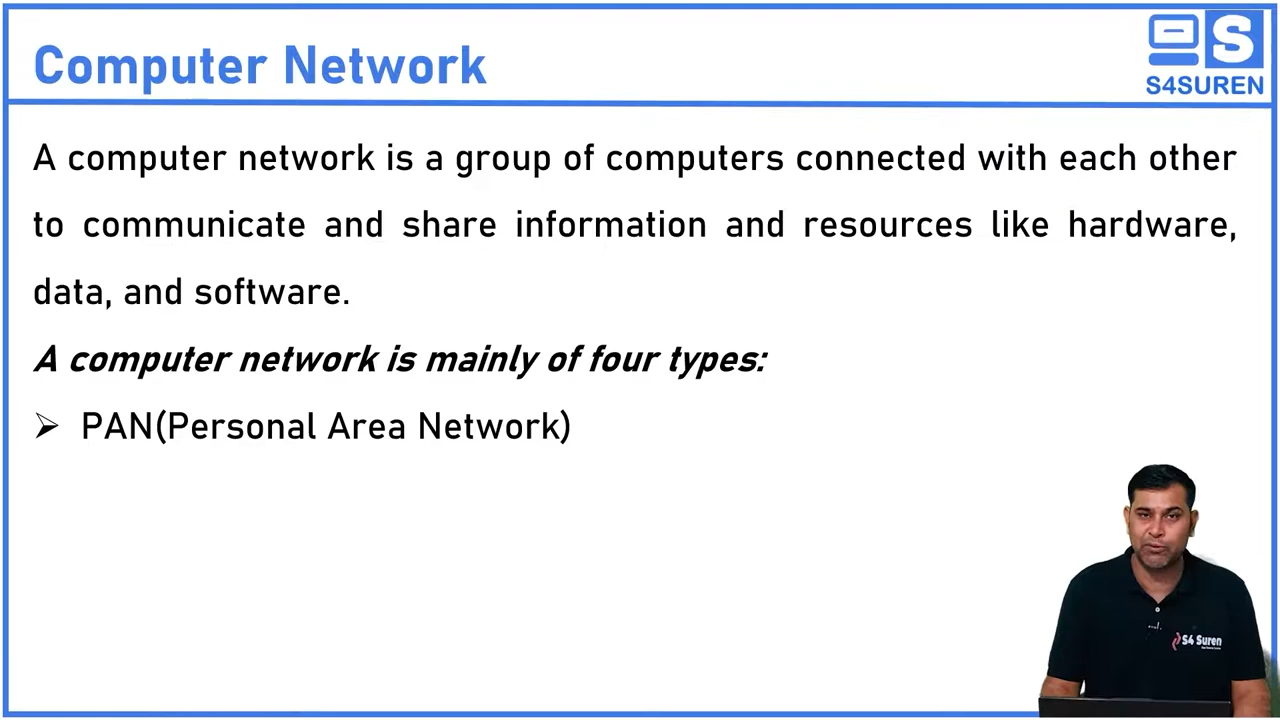 Computer Network
S
S4SUREN
A computer network is a group of computers connected with each other
to communicate and share information and resources like hardware,
data, and software.
A computer network is mainly of four types:
➢ PAN(Personal Area Network)
S4 Suren